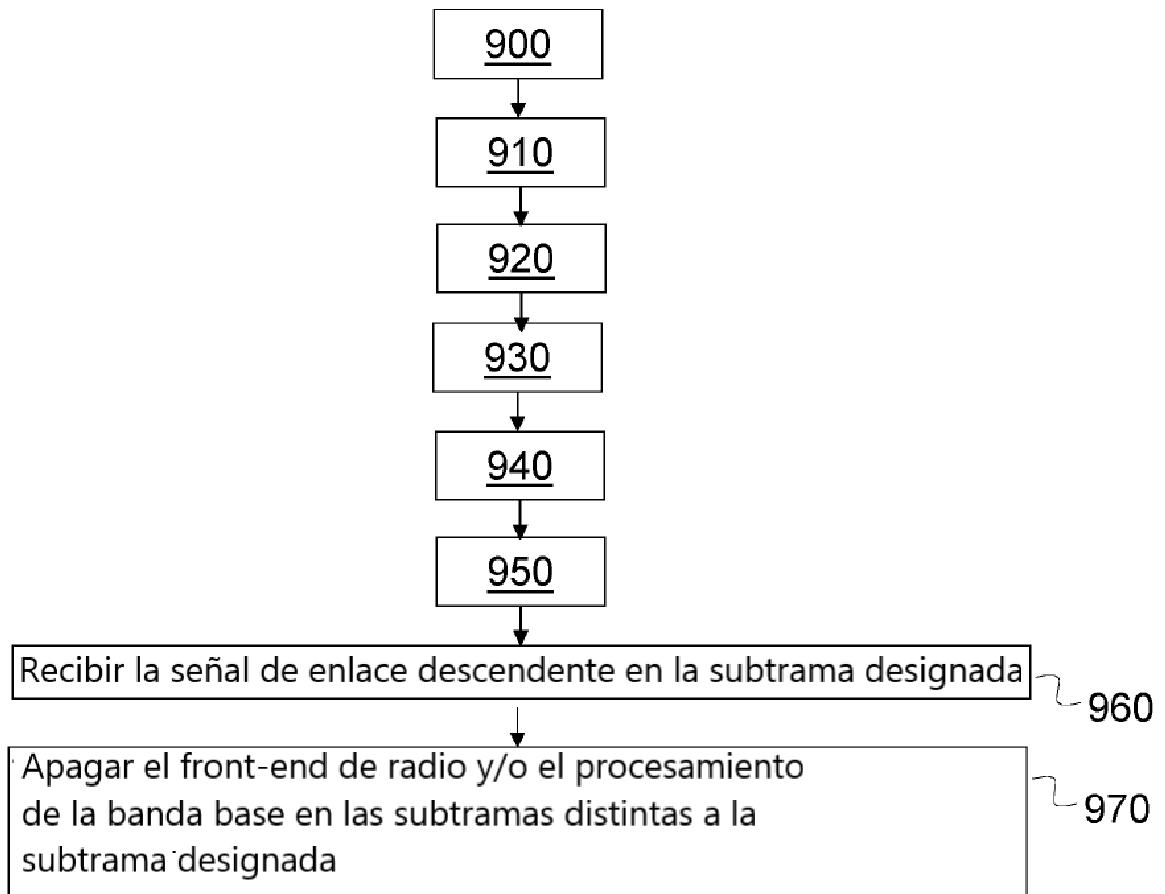 900
910
920
930
940
950
Recibir la señal de enlace descendente en la subtrama designada
960
Apagar el front-end de radio y/o el procesamiento
de la banda base en las subtramas distintas a la
subtrama designada
970